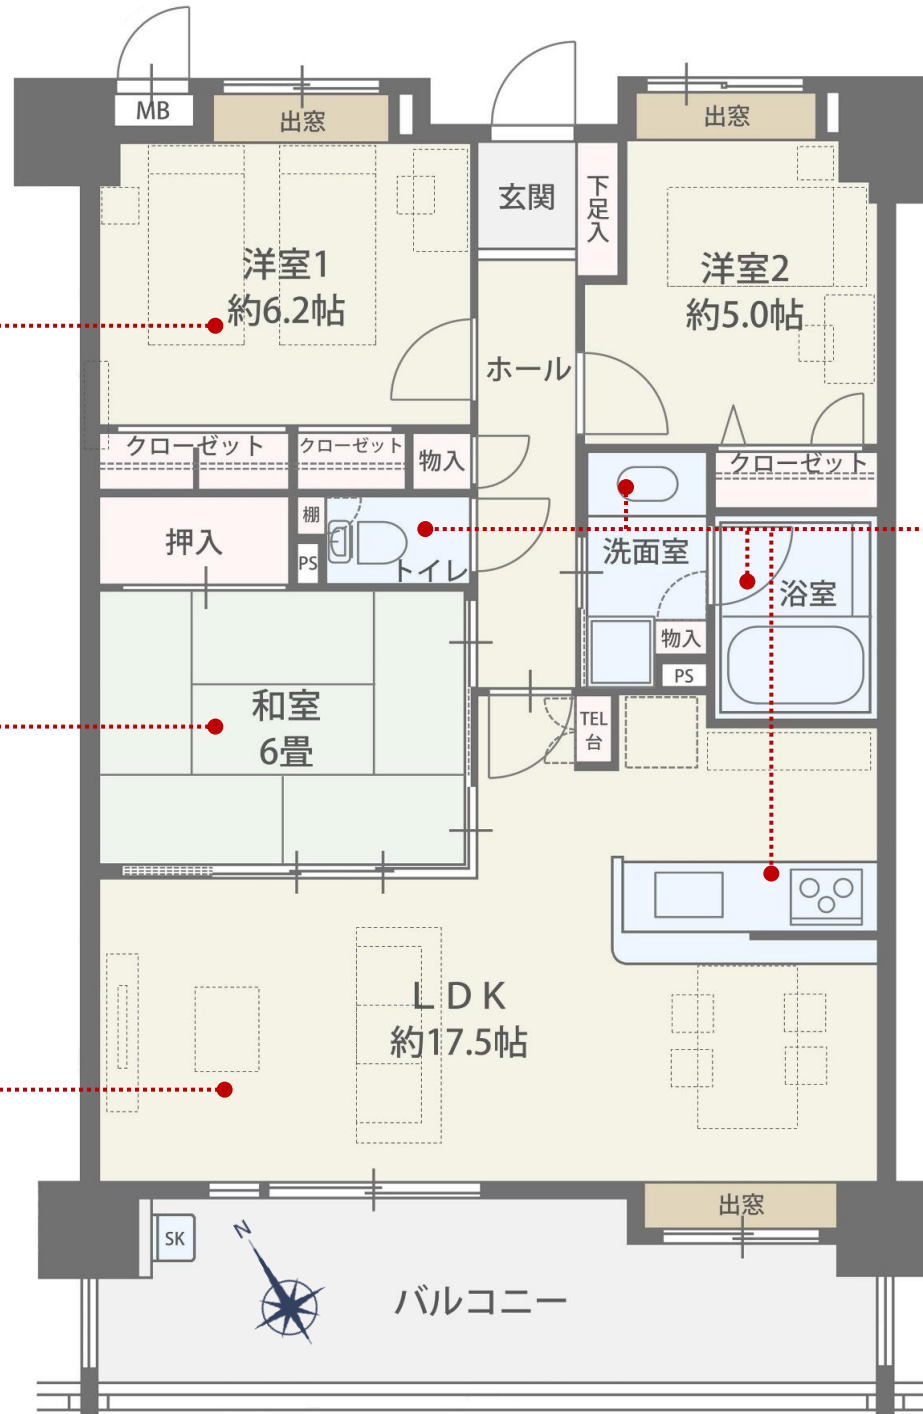 MB
出窓
出窓
玄関
下足入
洋室1
約6.2帖
洋室2
約5.0帖
ホール
クローゼット
クローゼット
物入
クローゼット
棚
押入
PS
トイレ
洗面室
浴室
物入
PS
和室
6畳
TEL
台
LDK
約17.5帖
出窓
SK
N
バルコニー